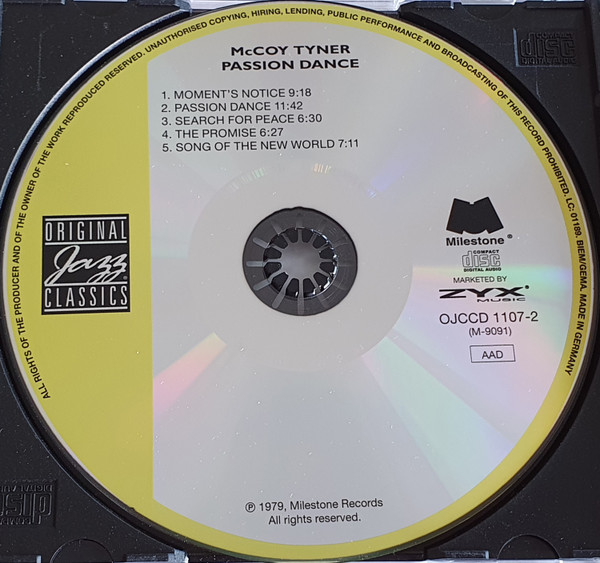 McCOY TYNER
PASSION DANCE
1. MOMENT'S NOTICE 9:18
2. PASSION DANCE 11:42
3. SEARCH FOR PEACE 6:30
4. THE PROMISE 6:27
5. SONG OF THE NEW WORLD 7:11
ORIGINAL
Jazz
CLASSICS
Milestone®
COMPACT
disc
DIGITAL AUDIO
MARKETED BY
ZYX®
MUSIC
OJCCD 1107-2
(M-9091)
AAD
℗ 1979, Milestone Records
All rights reserved.
ALL RIGHTS OF THE PRODUCER AND OF THE OWNER OF THE WORK REPRODUCED RESERVED. UNAUTHORISED COPYING, HIRING, LENDING, PUBLIC PERFORMANCE AND BROADCASTING OF THIS RECORD PROHIBITED. LC: 01189. BIEM/GEMA. MADE IN GERMANY
COMPACT
disc
DIGITAL AUDIO